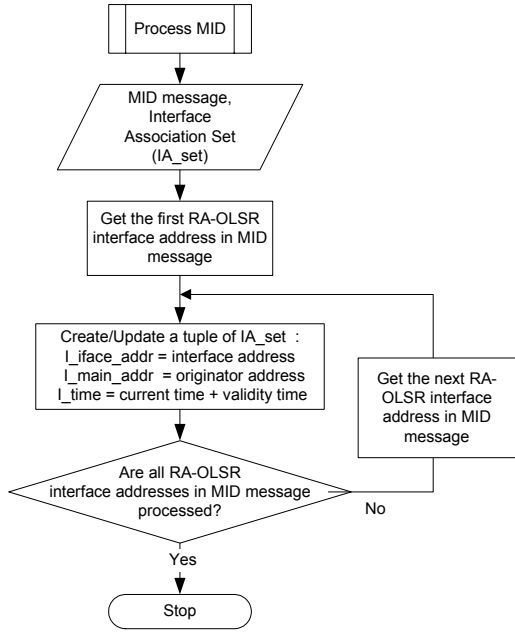 Process MID
MID message,
Interface
Association Set
(IA_set)
Get the first RA-OLSR
interface address in MID
message
Create/Update a tuple of IA_set :
I_iface_addr = interface address
I_main_addr = originator address
I_time = current time + validity time
Get the next RA-
OLSR interface
address in MID
message
Are all RA-OLSR
interface addresses in MID message
processed?
No
Yes
Stop